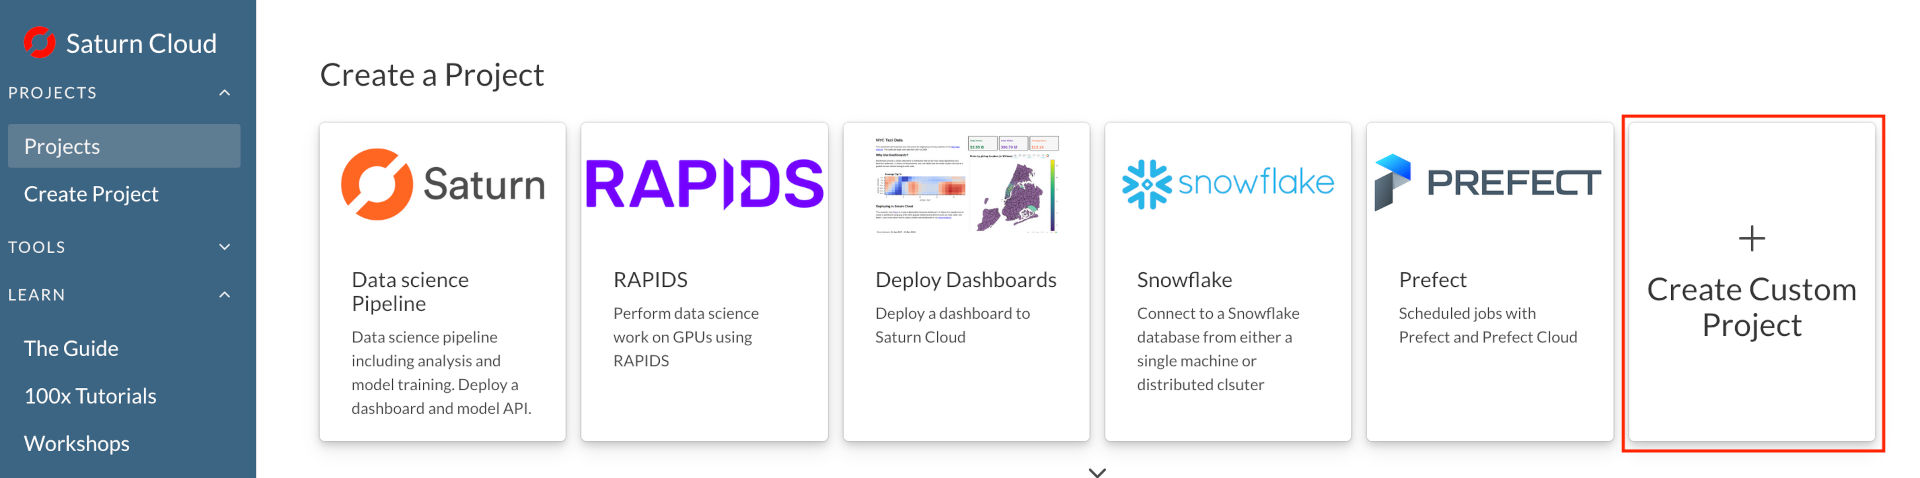 Saturn Cloud
PROJECTS
Projects
Create Project
TOOLS
LEARN
The Guide
100x Tutorials
Workshops
Create a Project
Saturn
Data science
Pipeline
Data science pipeline
including analysis and
model training. Deploy a
dashboard and model API.
RAPIDS
RAPIDS
Perform data science
work on GPUs using
RAPIDS
NYC Taxi Data
Deploy Dashboards
Deploy a dashboard to
Saturn Cloud
snowflake
Snowflake
Connect to a Snowflake
database from either a
single machine or
distributed clsuter
PREFECT
Prefect
Scheduled jobs with
Prefect and Prefect Cloud
Create Custom
Project